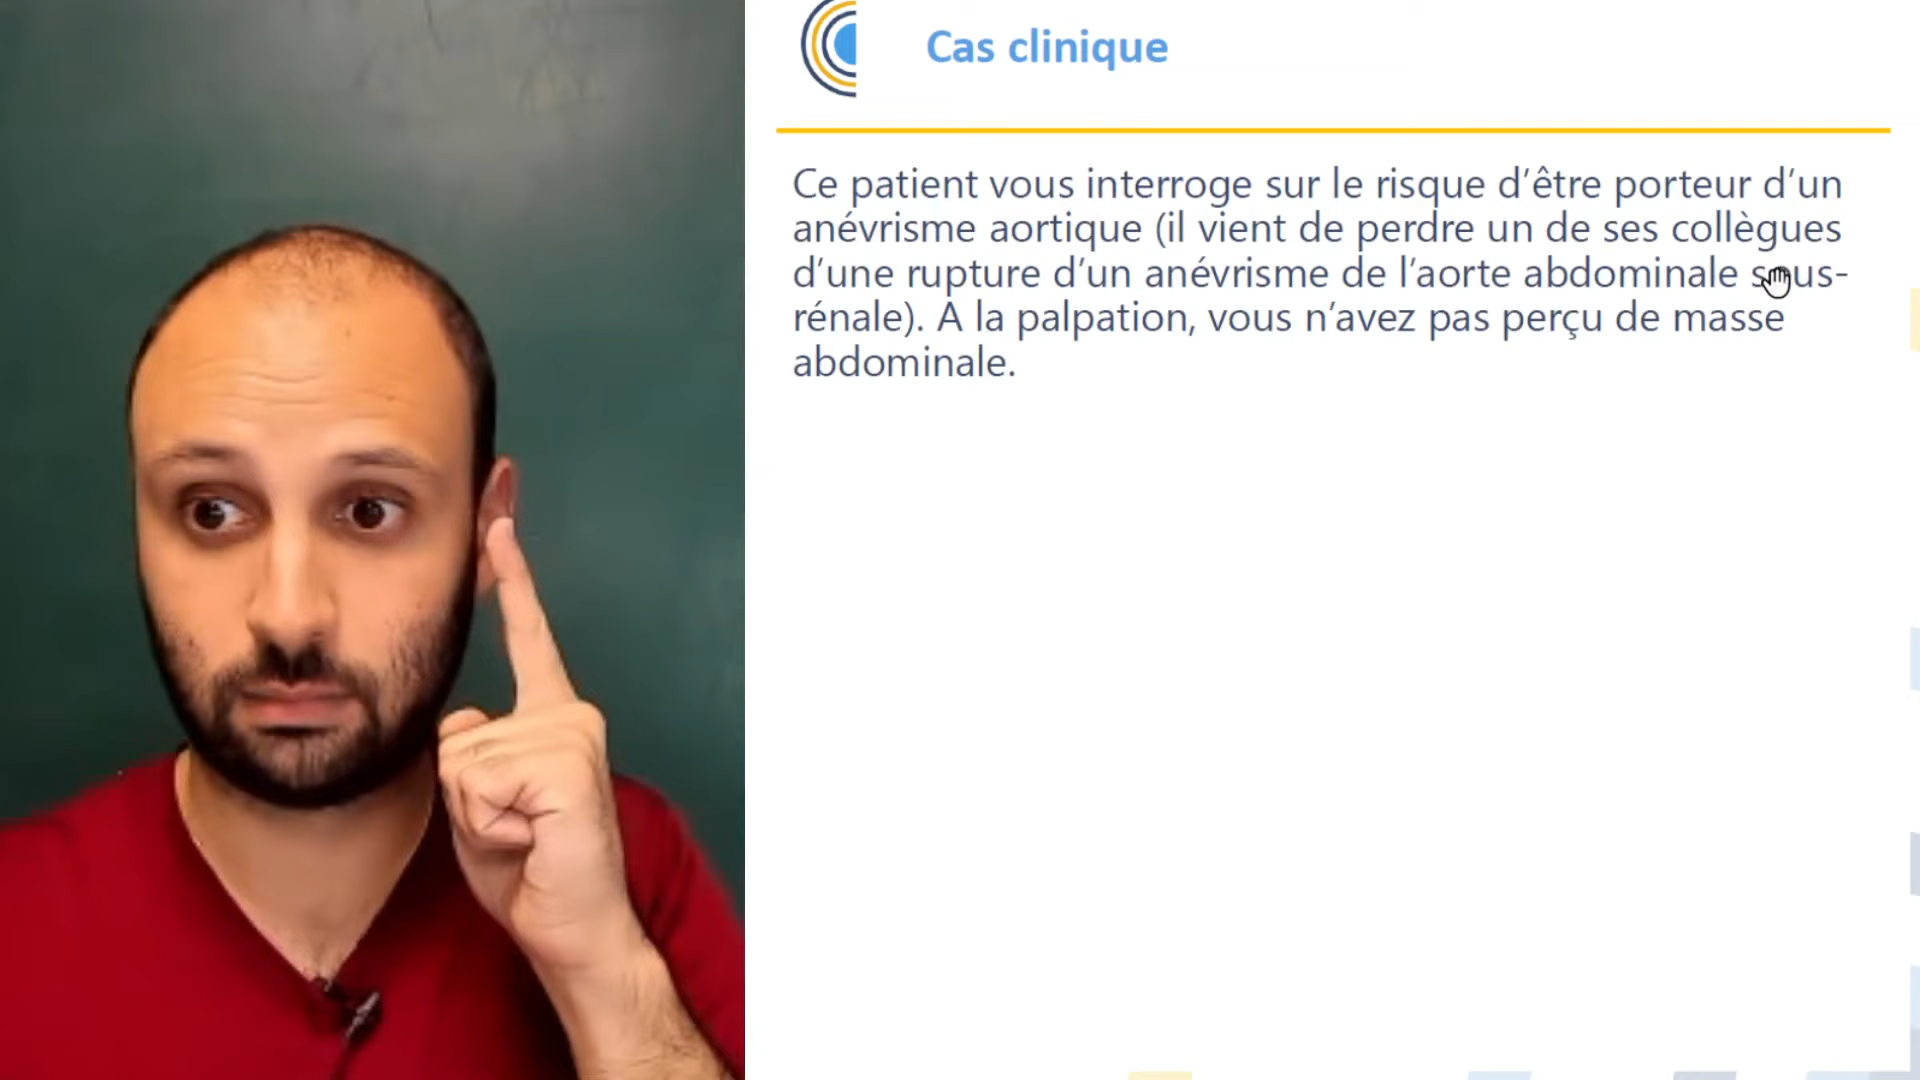 Cas clinique
Ce patient vous interroge sur le risque d’être porteur d’un
anévrisme aortique (il vient de perdre un de ses collègues
d’une rupture d’un anévrisme de l’aorte abdominale sous-
rénale). A la palpation, vous n’avez pas perçu de masse
abdominale.